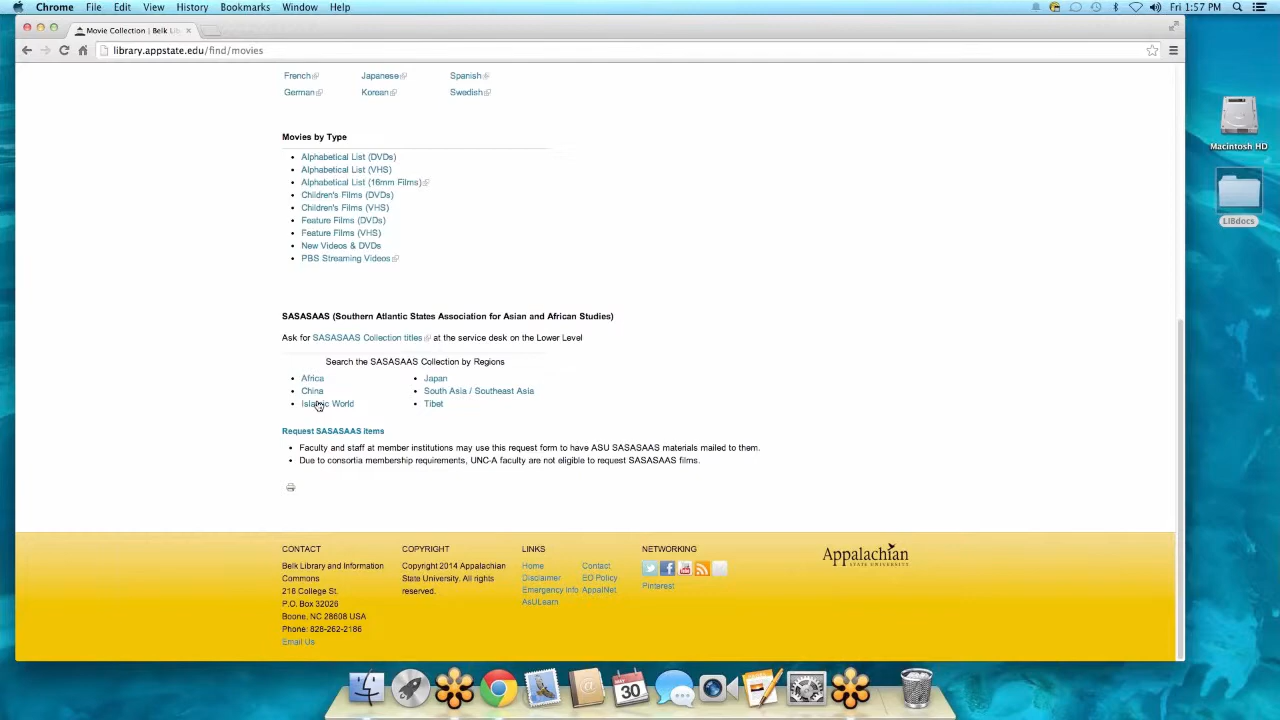 Chrome File Edit View History Bookmarks Window Help Fri 1:57 PM
Movie Collection | Belk Lib
library.appstate.edu/find/movies
French Japanese Spanish
German Korean Swedish
Movies by Type
Alphabetical List (DVDs)
Alphabetical List (VHS)
Alphabetical List (16mm Films)
Children's Films (DVDs)
Children's Films (VHS)
Feature Films (DVDs)
Feature Films (VHS)
New Videos & DVDs
PBS Streaming Videos
SASASAAS (Southern Atlantic States Association for Asian and African Studies)
Ask for SASASAAS Collection titles at the service desk on the Lower Level
Search the SASASAAS Collection by Regions
Africa Japan
China South Asia / Southeast Asia
Islamic World Tibet
Request SASASAAS items
Faculty and staff at member institutions may use this request form to have ASU SASASAAS materials mailed to them.
Due to consortia membership requirements, UNC-A faculty are not eligible to request SASASAAS films.
CONTACT
Belk Library and Information
Commons
218 College St.
P.O. Box 32026
Boone, NC 28608 USA
Phone: 828-262-2186
Email Us
COPYRIGHT
Copyright 2014 Appalachian
State University. All rights
reserved.
LINKS
Home Contact
Disclaimer EO Policy
Emergency Info AppalNet
AsULearn
NETWORKING
Pinterest
Appalachian
STATE UNIVERSITY
Macintosh HD
LIBdocs
MAY
30